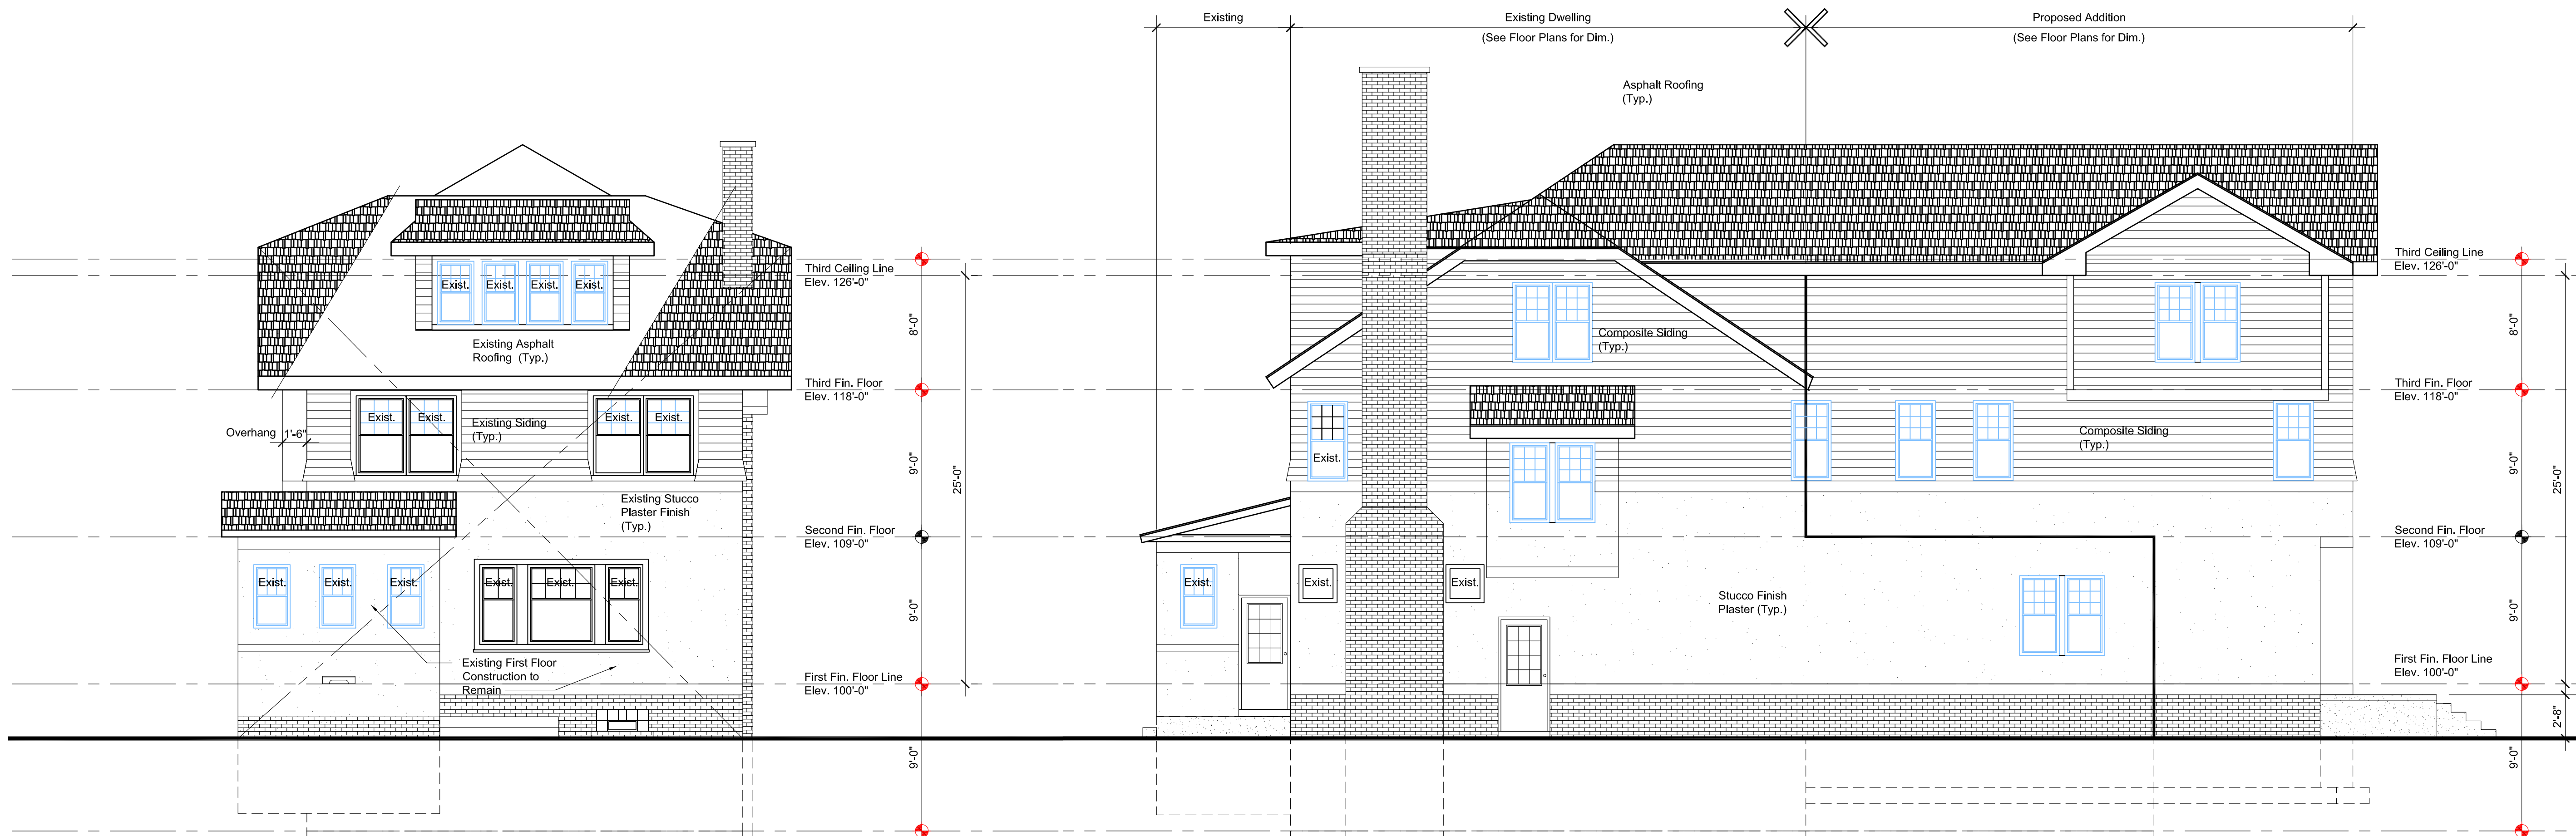 Existing
Existing Dwelling
(See Floor Plans for Dim.)
Proposed Addition
(See Floor Plans for Dim.)
Asphalt Roofing
(Typ.)
Exist.
Exist.
Exist.
Exist.
Existing Asphalt
Roofing (Typ.)
Third Ceiling Line
Elev. 126'-0"
8'-0"
Third Fin. Floor
Elev. 118'-0"
Overhang
1'-6"
Exist.
Exist.
Existing Siding
(Typ.)
Exist.
Exist.
9'-0"
25'-0"
Existing Stucco
Plaster Finish
(Typ.)
Second Fin. Floor
Elev. 109'-0"
Exist.
Exist.
Exist.
Exist.
Exist.
Exist.
9'-0"
Existing First Floor
Construction to
Remain
First Fin. Floor Line
Elev. 100'-0"
9'-0"
Composite Siding
(Typ.)
Exist.
Composite Siding
(Typ.)
Exist.
Exist.
Exist.
Stucco Finish
Plaster (Typ.)
Third Ceiling Line
Elev. 126'-0"
8'-0"
Third Fin. Floor
Elev. 118'-0"
9'-0"
25'-0"
Second Fin. Floor
Elev. 109'-0"
9'-0"
First Fin. Floor Line
Elev. 100'-0"
2'-8"
9'-0"